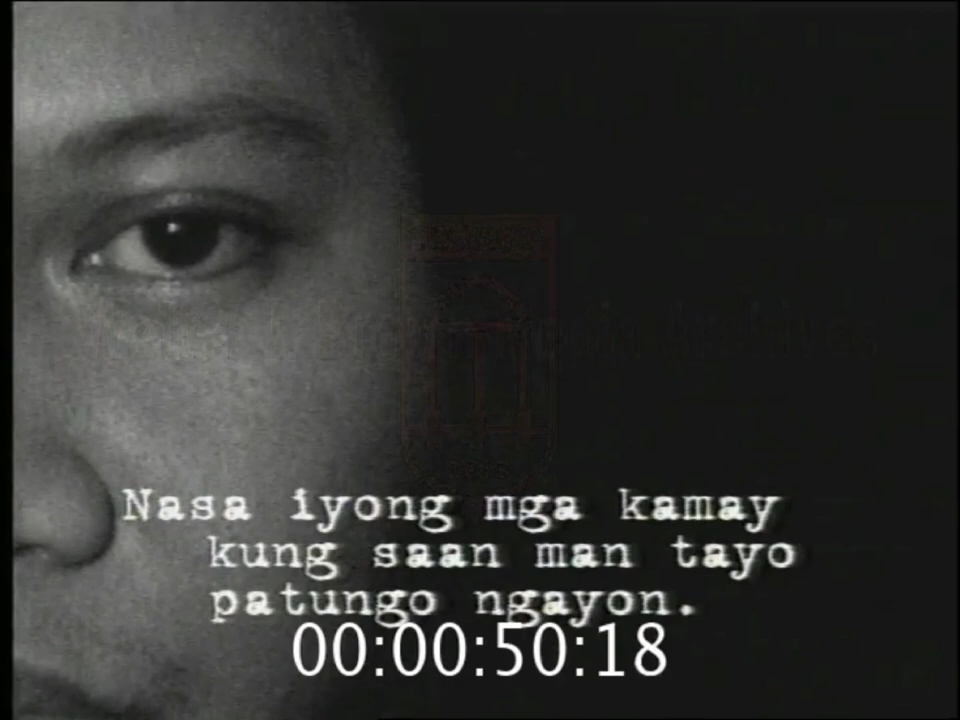 Nasa iyong mga kamay
kung saan man tayo
patungo ngayon.
00:00:50:18